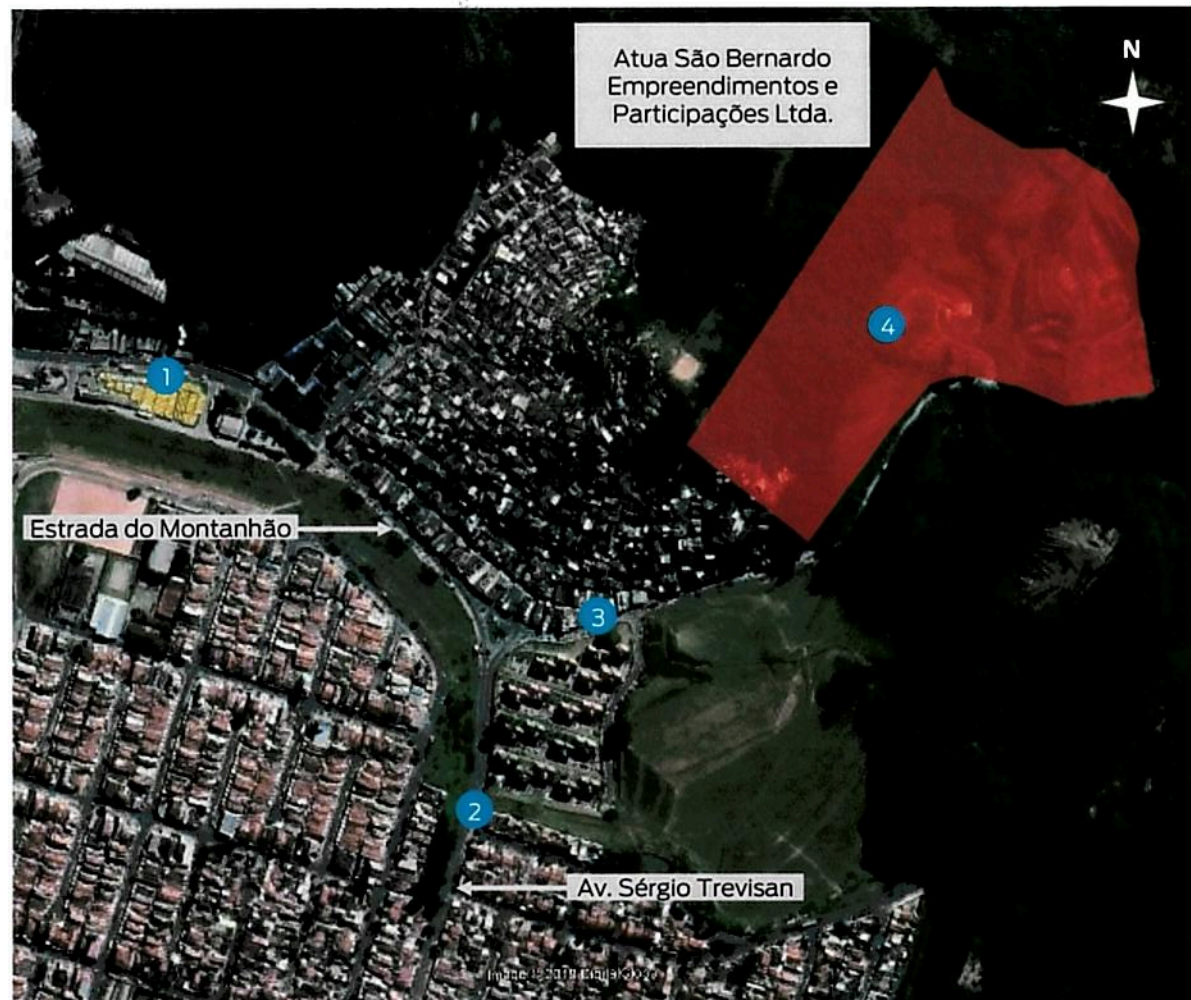 Atua São Bernardo
Empreendimentos e
Participações Ltda.
N
4
1
Estrada do Montanhão
3
2
Av. Sérgio Trevisan